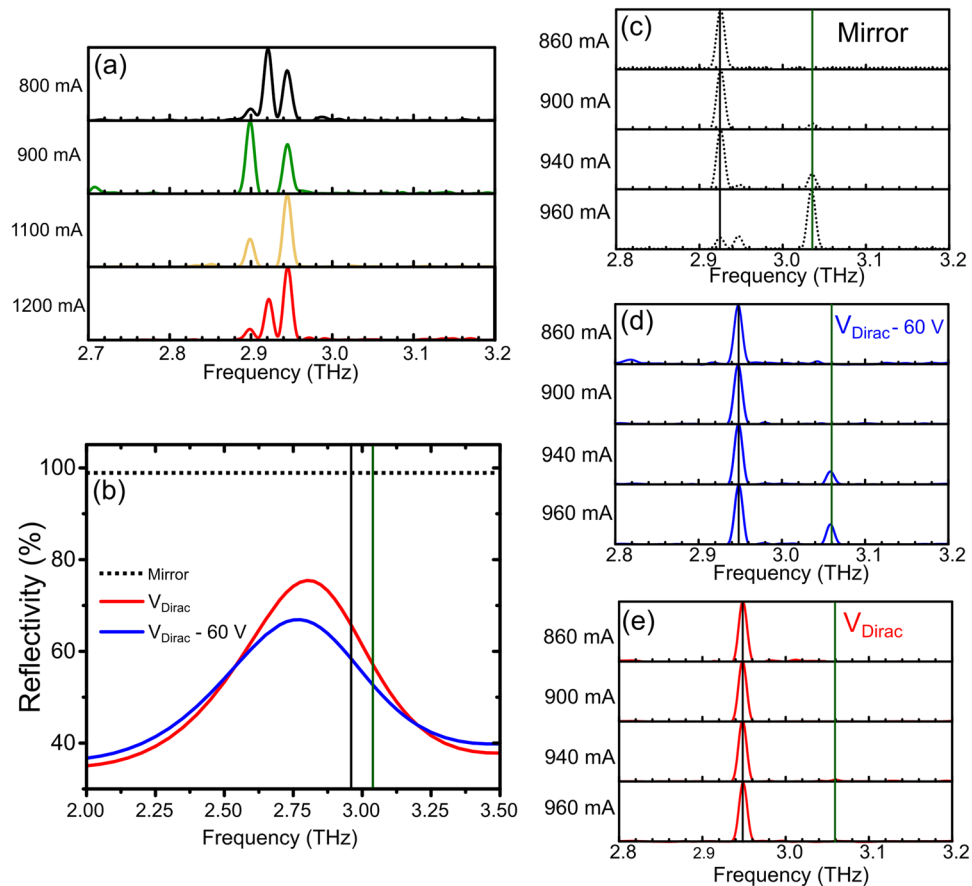 (a)
800 mA
900 mA
1100 mA
1200 mA
2.7 2.8 2.9 3.0 3.1 3.2
Frequency (THz)
(b)
100
80
60
40
Reflectivity (%)
Mirror
VDirac
VDirac - 60 V
2.00 2.25 2.50 2.75 3.00 3.25 3.50
Frequency (THz)
(c)
Mirror
860 mA
900 mA
940 mA
960 mA
2.8 2.9 3.0 3.1 3.2
Frequency (THz)
(d)
VDirac - 60 V
860 mA
900 mA
940 mA
960 mA
2.8 2.9 3.0 3.1 3.2
Frequency (THz)
(e)
VDirac
860 mA
900 mA
940 mA
960 mA
2.8 2.9 3.0 3.1 3.2
Frequency (THz)